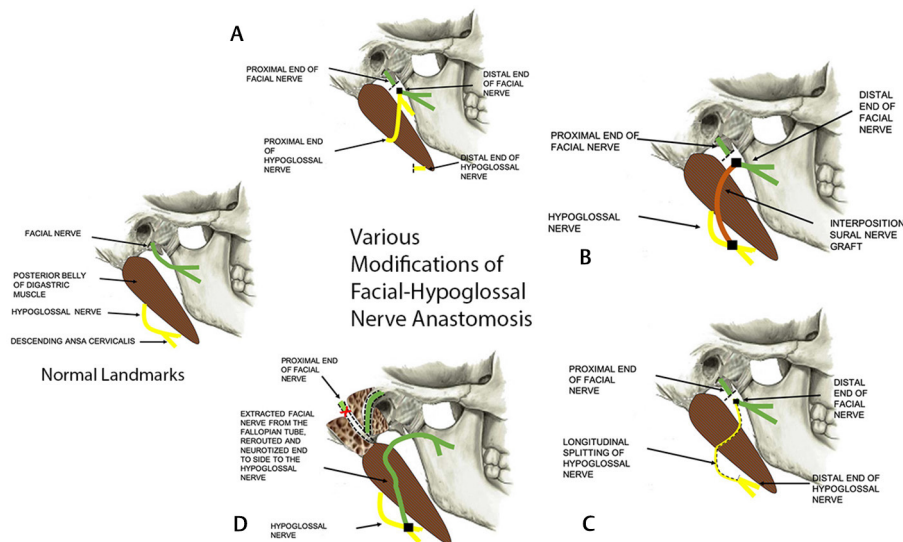 A
PROXIMAL END OF
FACIAL NERVE
DISTAL END
OF FACIAL
NERVE
PROXIMAL END
OF
HYPOGLOSSAL
NERVE
DISTAL END OF
HYPOGLOSSAL
NERVE
DISTAL
END OF
FACIAL
NERVE
PROXIMAL END OF
FACIAL NERVE
HYPOGLOSSAL
NERVE
INTERPOSITION
SURAL NERVE
GRAFT
B
FACIAL NERVE
POSTERIOR BELLY
OF DIGASTRIC
MUSCLE
HYPOGLOSSAL NERVE
DESCENDING ANSA CERVICALIS
Normal Landmarks
Various
Modifications of
Facial-Hypoglossal
Nerve Anastomosis
PROXIMAL END
OF FACIAL
NERVE
DISTAL
END OF
FACIAL
NERVE
LONGITUDINAL
SPLITTING OF
HYPOGLOSSAL
NERVE
DISTAL END OF
HYPOGLOSSAL
NERVE
C
PROXIMAL END
OF FACIAL
NERVE
EXTRACTED FACIAL
NERVE FROM THE
FALLOPIAN TUBE,
REROUTED AND
NEUROTIZED END
TO SIDE TO THE
HYPOGLOSSAL
NERVE
D
HYPOGLOSSAL
NERVE